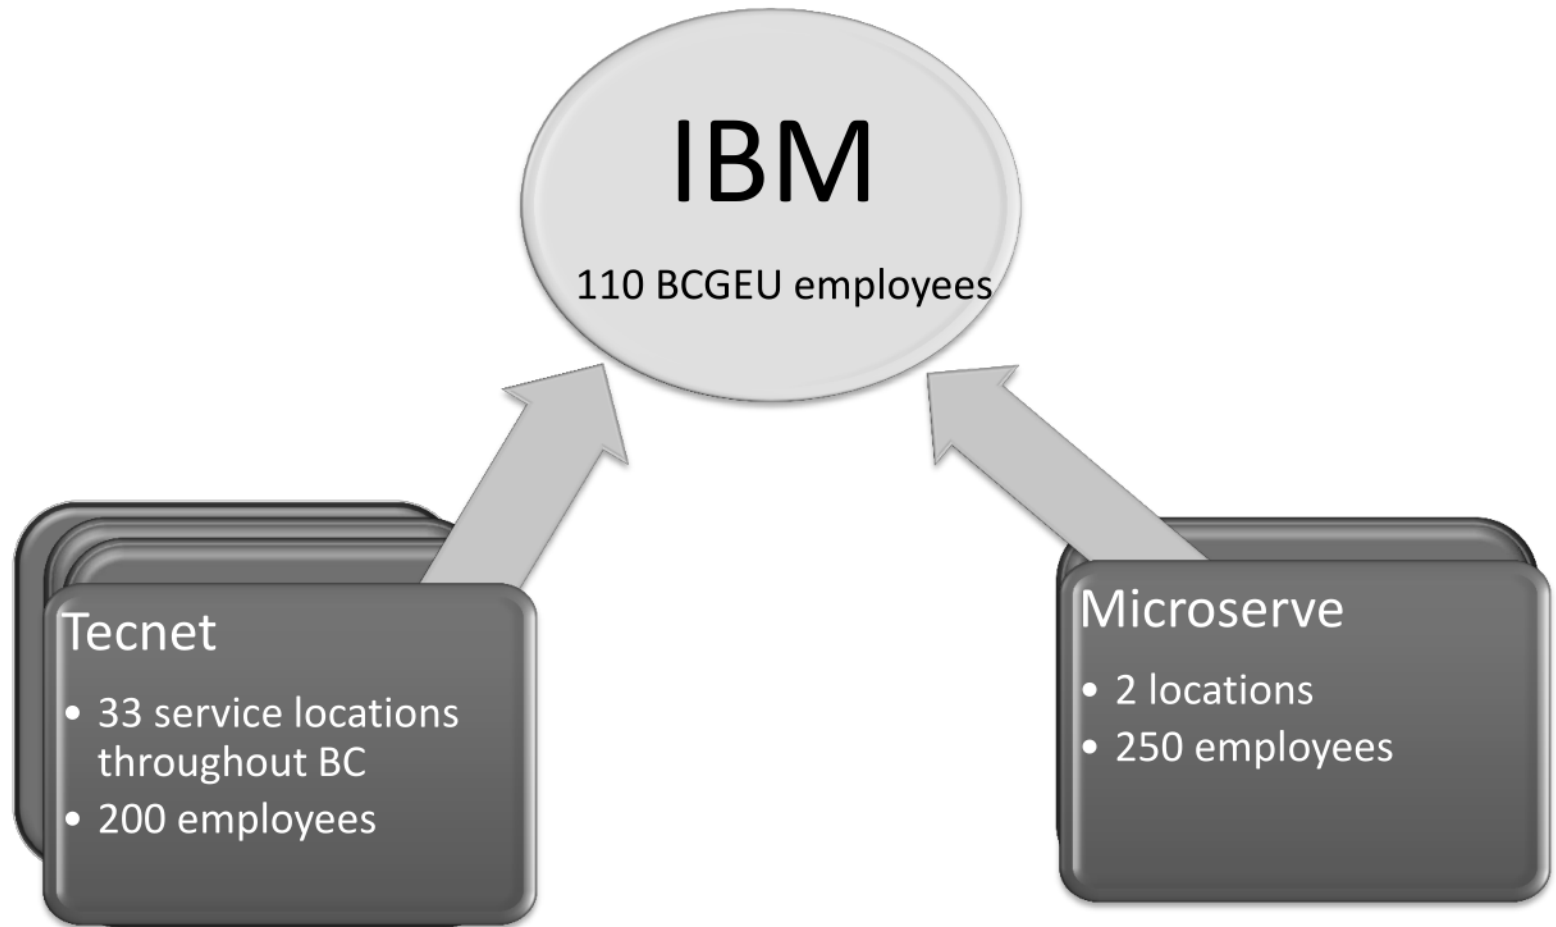 IBM
110 BCGEU employees
Tecnet
• 33 service locations
throughout BC
• 200 employees
Microserve
• 2 locations
• 250 employees